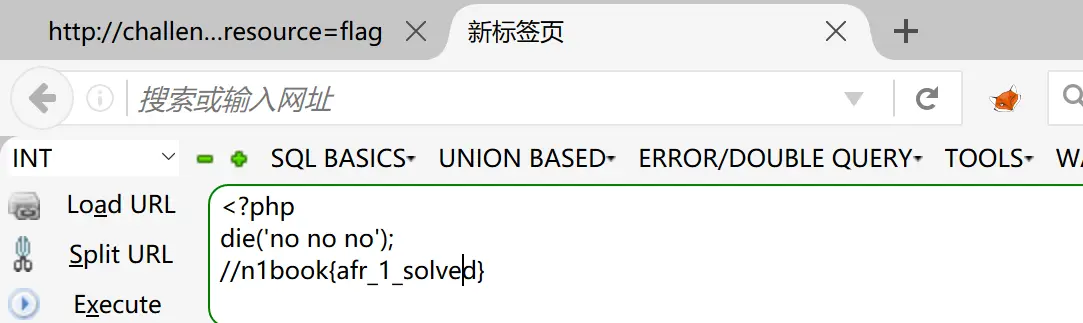 http://challen...resource=flag
新标签页
搜索或输入网址
INT
SQL BASICS
UNION BASED
ERROR/DOUBLE QUERY
TOOLS
WA
Load URL
Split URL
Execute
<?php
die('no no no');
//n1book{afr_1_solved}